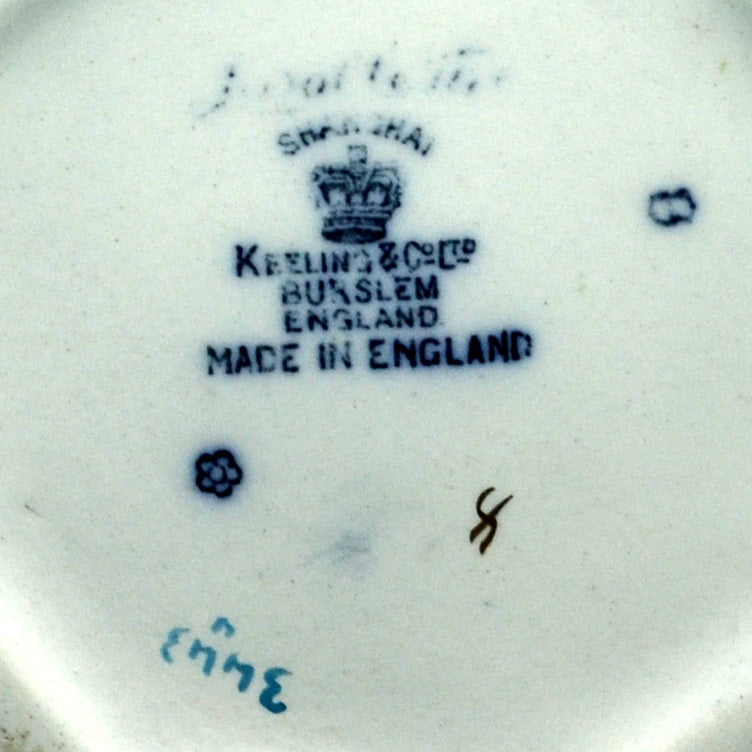 SHANGHAI
KEELING & Co LTD
BURSLEM
ENGLAND
MADE IN ENGLAND